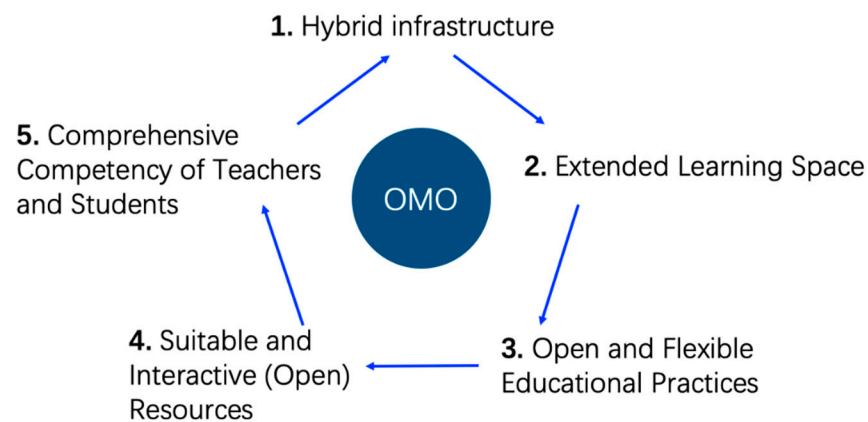 1. Hybrid infrastructure
2. Extended Learning Space
3. Open and Flexible
Educational Practices
4. Suitable and
Interactive (Open)
Resources
5. Comprehensive
Competency of Teachers
and Students
OMO